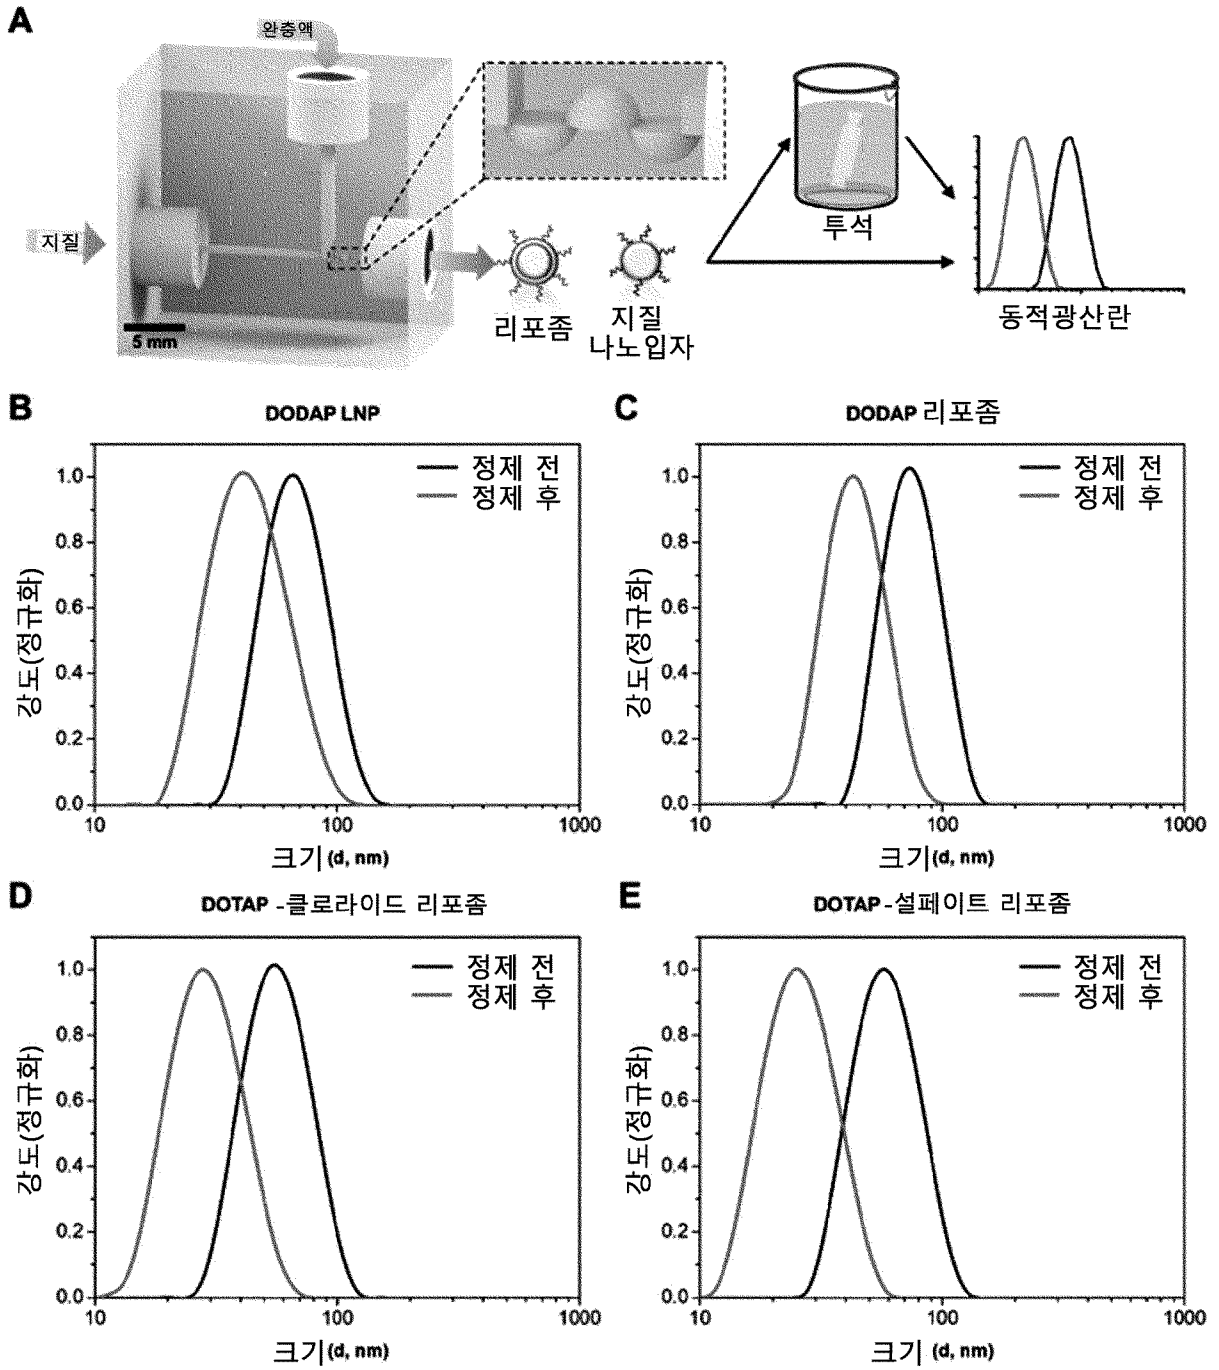 A
완충액
지질
5 mm
리포좀
지질
나노입자
투석
동적광산란
B
DODAP LNP
정제 전
정제 후
강도(정규화)
1.0
0.8
0.6
0.4
0.2
0.0
10
100
1000
크기(d, nm)
C
DODAP 리포좀
정제 전
정제 후
강도(정규화)
1.0
0.8
0.6
0.4
0.2
0.0
10
100
1000
크기(d, nm)
D
DOTAP -클로라이드 리포좀
정제 전
정제 후
강도(정규화)
1.0
0.8
0.6
0.4
0.2
0.0
10
100
1000
크기(d, nm)
E
DOTAP-설페이트 리포좀
정제 전
정제 후
강도(정규화)
1.0
0.8
0.6
0.4
0.2
0.0
10
100
1000
크기 (d, nm)